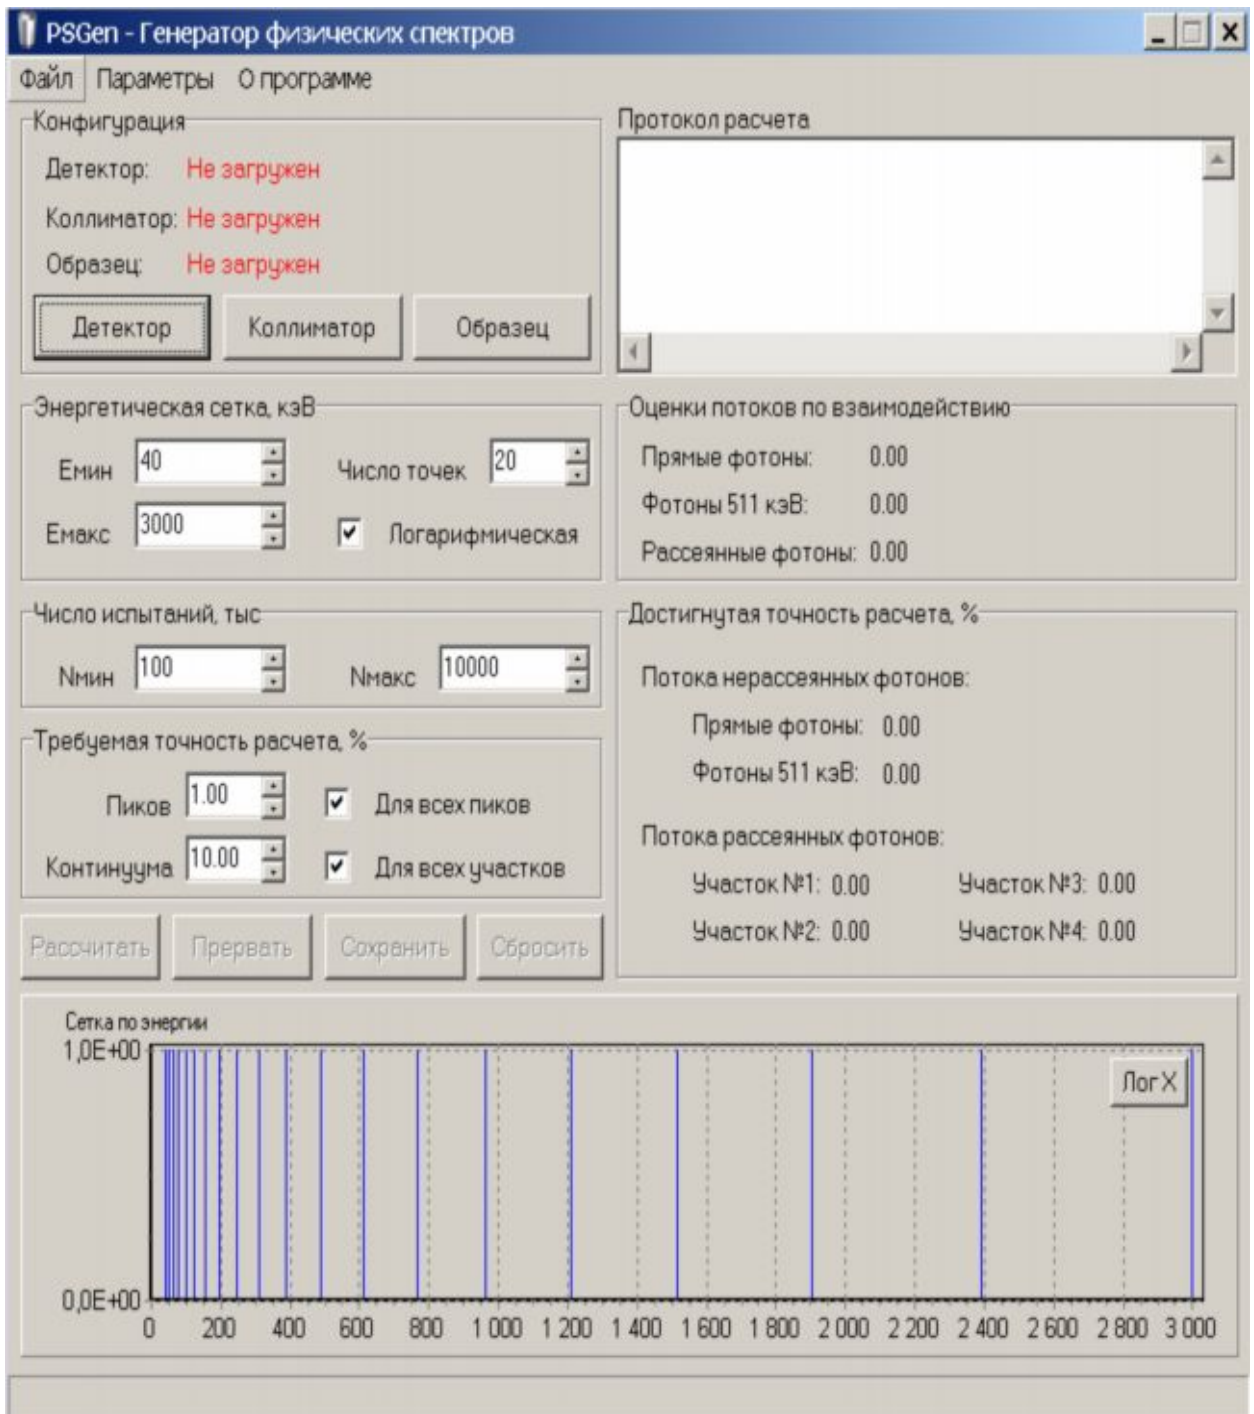 PSGen - Генератор физических спектров
Файл Параметры О программе
Конфигурация
Детектор: Не загружен
Коллиматор: Не загружен
Образец: Не загружен
Детектор Коллиматор Образец
Протокол расчета
Энергетическая сетка, кэВ
Емин 40 Число точек 20
Емакс 3000 Логарифмическая
Оценки потоков по взаимодействию
Прямые фотоны: 0.00
Фотоны 511 кэВ: 0.00
Рассеянные фотоны: 0.00
Число испытаний, тыс
Nмин 100 Nмакс 10000
Требуемая точность расчета, %
Пиков 1.00 Для всех пиков
Континуума 10.00 Для всех участков
Рассчитать Прервать Сохранить Сбросить
Достигнутая точность расчета, %
Потока нерассеянных фотонов:
Прямые фотоны: 0.00
Фотоны 511 кэВ: 0.00
Потока рассеянных фотонов:
Участок №1: 0.00 Участок №3: 0.00
Участок №2: 0.00 Участок №4: 0.00
Сетка по энергии
1,0E+00
Лог X
0,0E+00
0 200 400 600 800 1 000 1 200 1 400 1 600 1 800 2 000 2 200 2 400 2 600 2 800 3 000